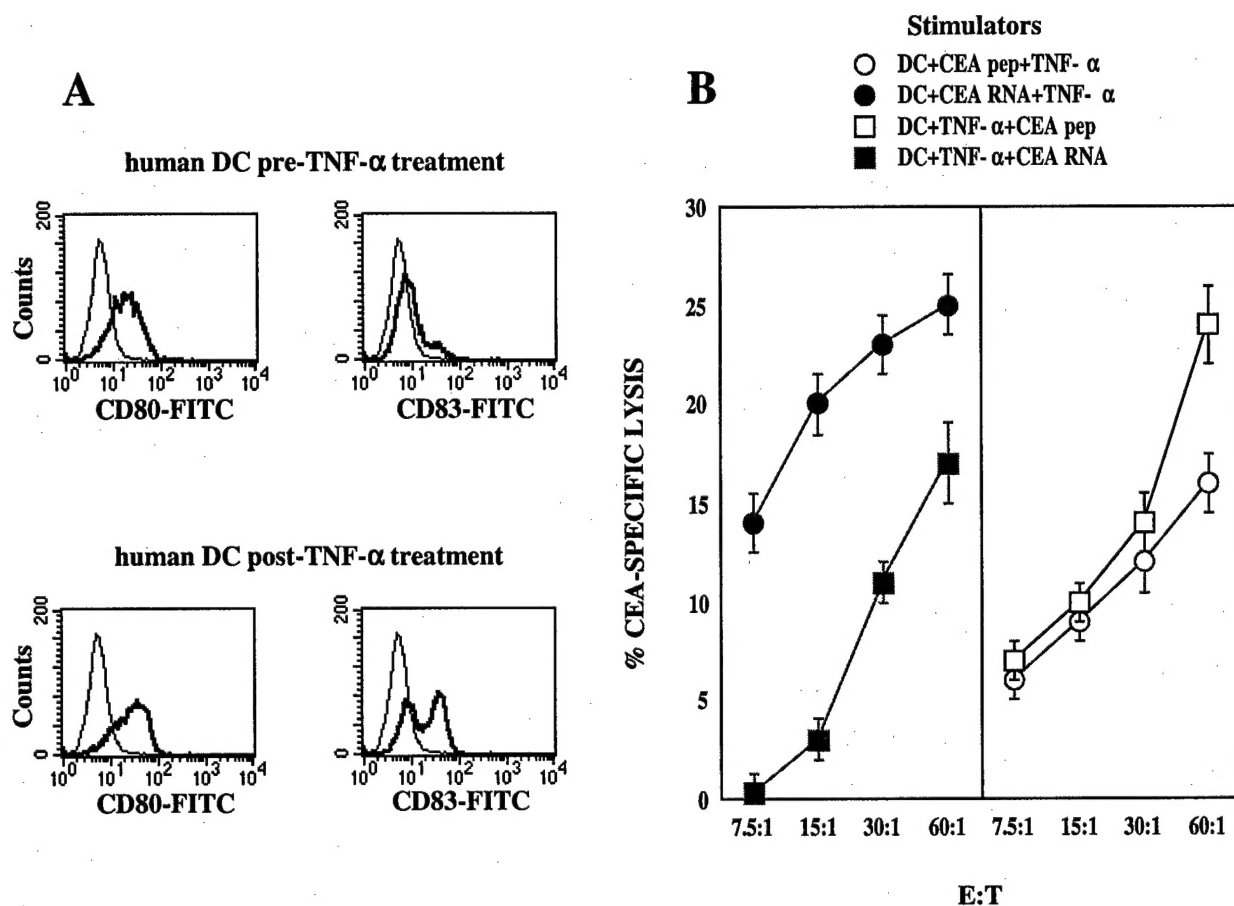 A
human DC pre-TNF-α treatment
Counts
200
0
10^0 10^1 10^2 10^3 10^4
CD80-FITC
200
0
10^0 10^1 10^2 10^3 10^4
CD83-FITC
human DC post-TNF-α treatment
Counts
200
0
10^0 10^1 10^2 10^3 10^4
CD80-FITC
200
0
10^0 10^1 10^2 10^3 10^4
CD83-FITC
B
Stimulators
DC+CEA pep+TNF- α
DC+CEA RNA+TNF- α
DC+TNF- α+CEA pep
DC+TNF- α+CEA RNA
% CEA-SPECIFIC LYSIS
30
25
20
15
10
5
0
7.5:1 15:1 30:1 60:1 7.5:1 15:1 30:1 60:1
E:T